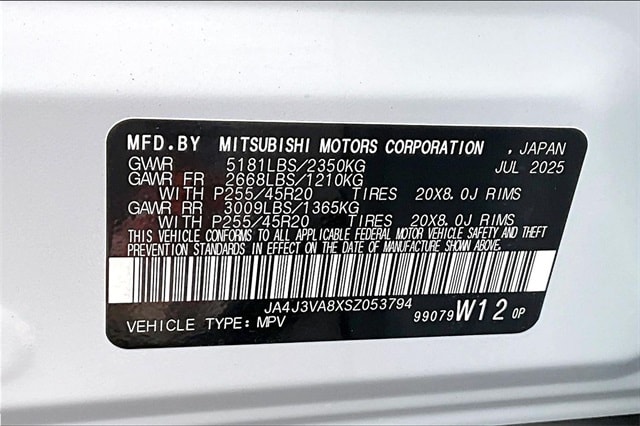 MFD.BY MITSUBISHI MOTORS CORPORATION , JAPAN
GVWR 5181LBS/2350KG JUL 2025
GAWR FR 2668LBS/1210KG
WITH P255/45R20 TIRES 20X8.0J RIMS
GAWR RR 3009LBS/1365KG
WITH P255/45R20 TIRES 20X8.0J RIMS
THIS VEHICLE CONFORMS TO ALL APPLICABLE FEDERAL MOTOR VEHICLE SAFETY AND THEFT
PREVENTION STANDARDS IN EFFECT ON THE DATE OF MANUFACTURE SHOWN ABOVE.
JA4J3VA8XSZ053794
VEHICLE TYPE:MPV 99079 W12 0P